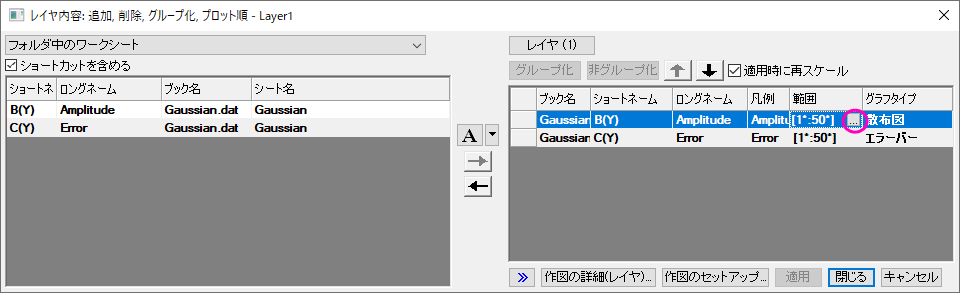 レイヤ内容: 追加, 削除, グループ化, プロット順 - Layer1
フォルダ中のワークシート
ショートカットを含める
ショートネ ロングネーム ブック名 シート名
B(Y) Amplitude Gaussian.dat Gaussian
C(Y) Error Gaussian.dat Gaussian
A
レイヤ (1)
グループ化 非グループ化 適用時に再スケール
ブック名 ショートネーム ロングネーム 凡例 範囲 グラフタイプ
Gaussian B(Y) Amplitude Amplitu [1*:50*] ... 散布図
Gaussian C(Y) Error Error [1*:50*] エラーバー
作図の詳細(レイヤ)... 作図のセットアップ... 適用 閉じる キャンセル